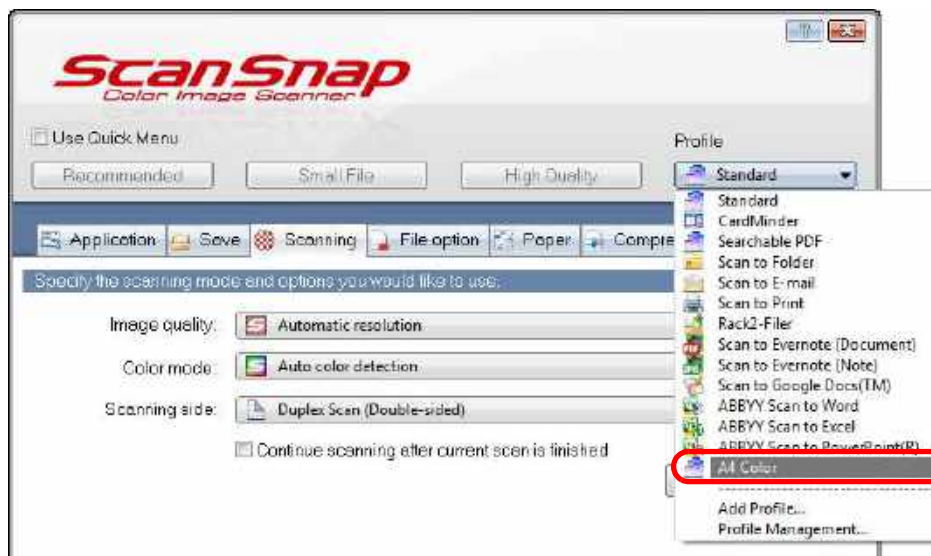 ScanSnap
Color Image Scanner
Use Quick Menu
Profile
Recommended
Small File
High Quality
Standard
Application
Save
Scanning
File option
Paper
Compre
Specify the scanning mode and options you would like to use.
Image quality:
Automatic resolution
Color mode:
Auto color detection
Scanning side:
Duplex Scan (Double-sided)
Continue scanning after current scan is finished
Standard
CardMinder
Searchable PDF
Scan to Folder
Scan to E-mail
Scan to Print
Rack2-Filer
Scan to Evernote (Document)
Scan to Evernote (Note)
Scan to Google Docs(TM)
ABBYY Scan to Word
ABBYY Scan to Excel
ABBYY Scan to PowerPoint(R)
A4 Color
Add Profile...
Profile Management...